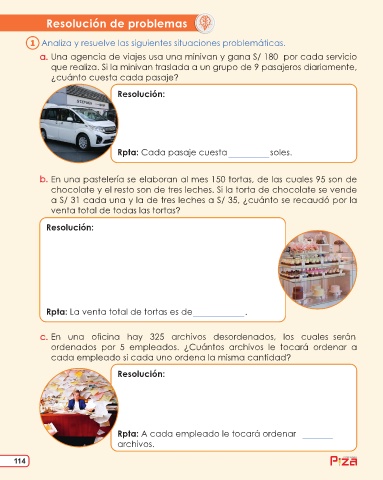 Resolución de problemas
1 Analiza y resuelve las siguientes situaciones problemáticas.
a. Una agencia de viajes usa una minivan y gana S/ 180 por cada servicio
que realiza. Si la minivan traslada a un grupo de 9 pasajeros diariamente,
¿cuánto cuesta cada pasaje?
Resolución:
Rpta: Cada pasaje cuesta _________soles.
b. En una pastelería se elaboran al mes 150 tortas, de las cuales 95 son de
chocolate y el resto son de tres leches. Si la torta de chocolate se vende
a S/ 31 cada una y la de tres leches a S/ 35, ¿cuánto se recaudó por la
venta total de todas las tortas?
Resolución:
Rpta: La venta total de tortas es de____________.
c. En una oficina hay 325 archivos desordenados, los cuales serán
ordenados por 5 empleados. ¿Cuántos archivos le tocará ordenar a
cada empleado si cada uno ordena la misma cantidad?
Resolución:
Rpta: A cada empleado le tocará ordenar _______
archivos.
114